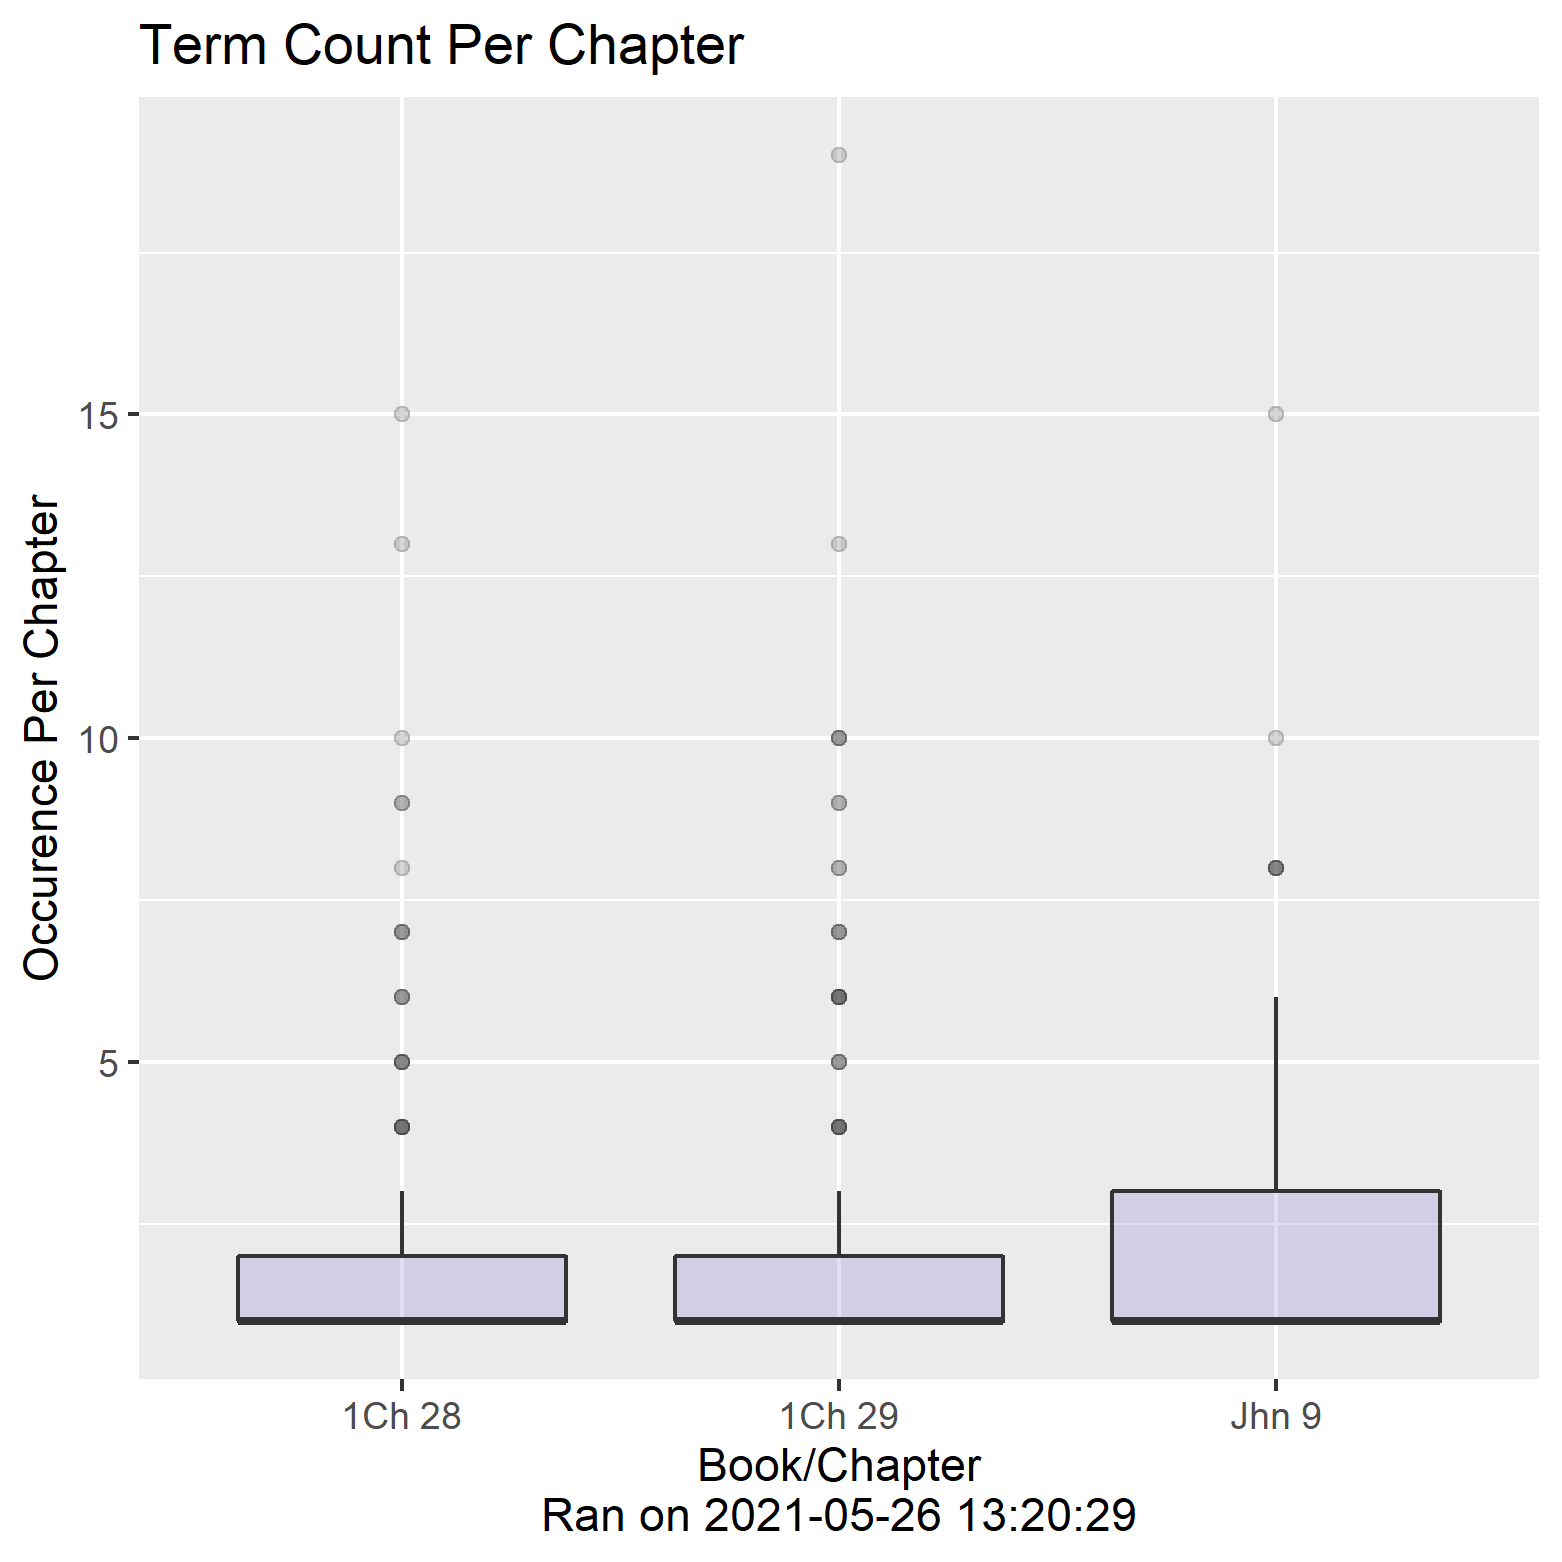 Term Count Per Chapter
Occurence Per Chapter
15
10
5
1Ch 28
1Ch 29
Jhn 9
Book/Chapter
Ran on 2021-05-26 13:20:29